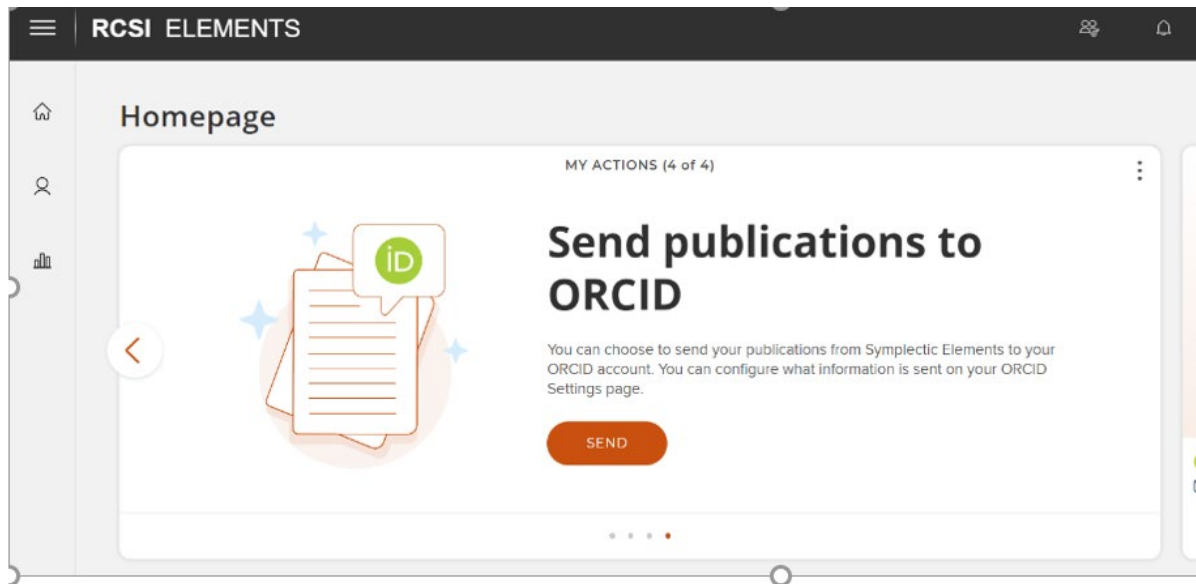 RCSI ELEMENTS
Homepage
MY ACTIONS (4 of 4)
iD
Send publications to
ORCID
You can choose to send your publications from Symplectic Elements to your
ORCID account. You can configure what information is sent on your ORCID
Settings page.
SEND